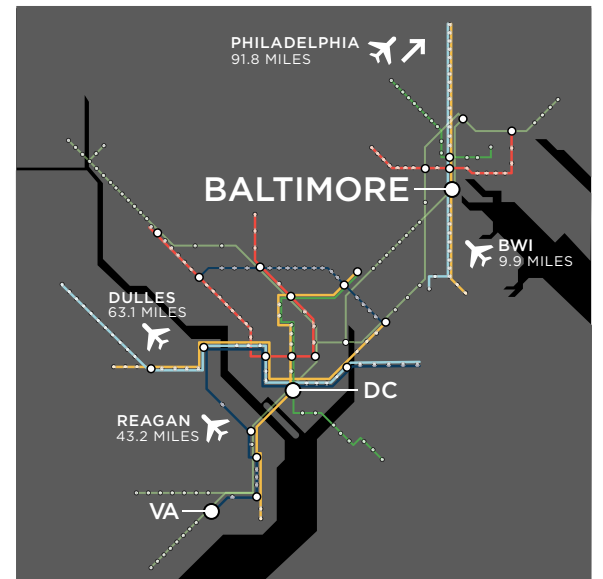 PHILADELPHIA
91.8 MILES
BALTIMORE
BWI
9.9 MILES
DULLES
63.1 MILES
DC
REAGAN
43.2 MILES
VA